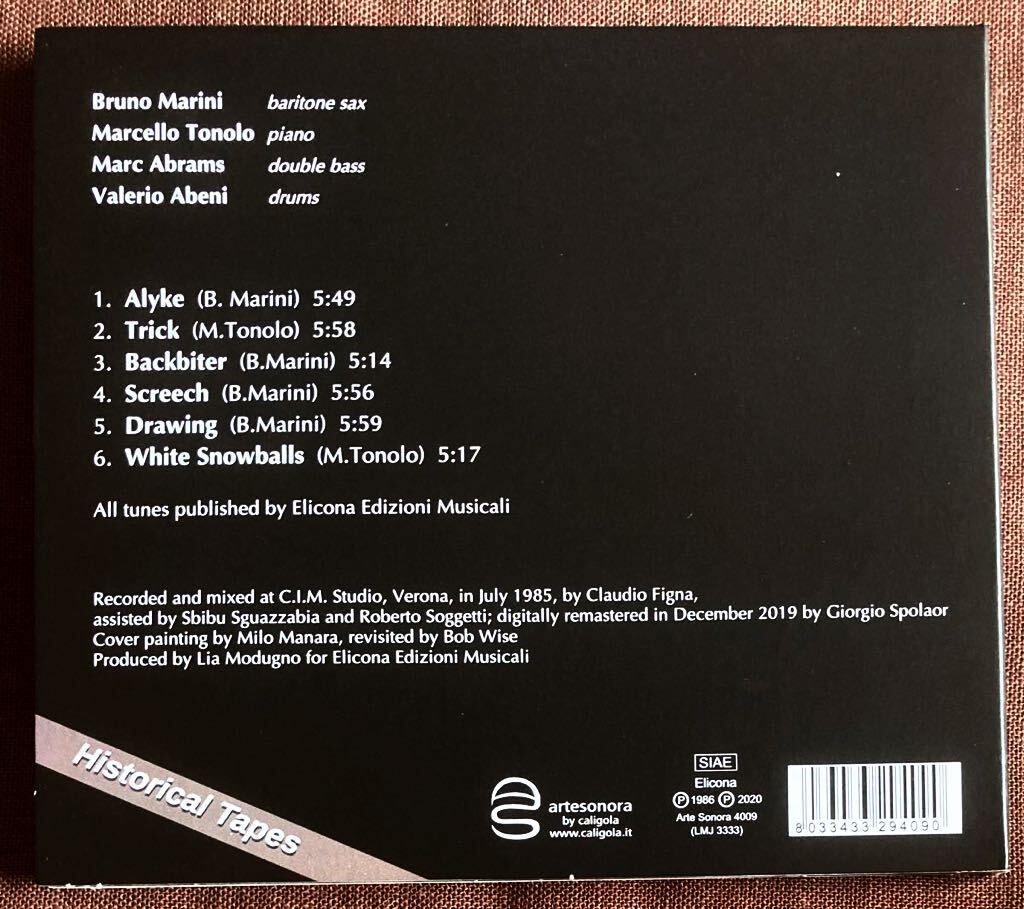 Bruno Marini baritone sax
Marcello Tonolo piano
Marc Abrams double bass
Valerio Abeni drums
1. Alyke (B. Marini) 5:49
2. Trick (M.Tonolo) 5:58
3. Backbiter (B.Marini) 5:14
4. Screech (B.Marini) 5:56
5. Drawing (B.Marini) 5:59
6. White Snowballs (M.Tonolo) 5:17
All tunes published by Elicona Edizioni Musicali
Recorded and mixed at C.I.M. Studio, Verona, in July 1985, by Claudio Figna,
assisted by Sbibu Sguazzabia and Roberto Soggetti; digitally remastered in December 2019 by Giorgio Spolaor
Cover painting by Milo Manara, revisited by Bob Wise
Produced by Lia Modugno for Elicona Edizioni Musicali
Historical Tapes
artesonora
by caligola
www.caligola.it
SIAE
Elicona
℗ 1986 ℗ 2020
Arte Sonora 4009
(LMJ 3333)
8 033433 294090